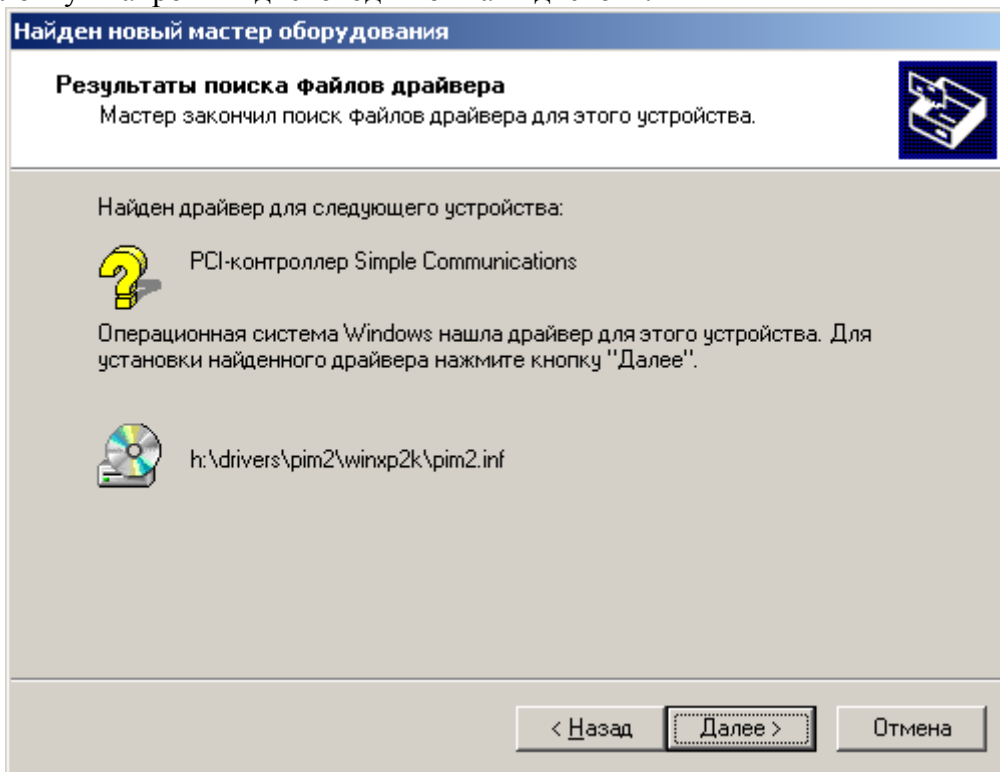 Найден новый мастер оборудования
Результаты поиска файлов драйвера
Мастер закончил поиск файлов драйвера для этого устройства.
Найден драйвер для следующего устройства:
PCI-контроллер Simple Communications
Операционная система Windows нашла драйвер для этого устройства. Для
установки найденного драйвера нажмите кнопку "Далее".
h:\drivers\pim2\winxp2k\pim2.inf
< Назад
Далее >
Отмена